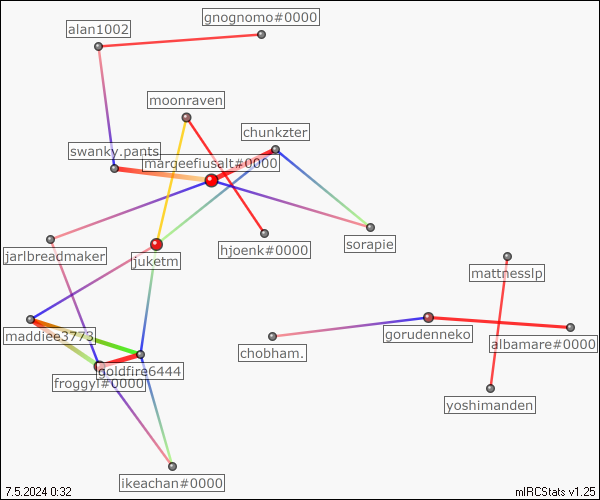 gnognomo#0000
alan1002
moonraven
chunkzter
swanky.pants
marqeefiusalt#0000
hjoenk#0000
sorapie
jarlbreadmaker
juketm
mattnesslp
maddiee3773
gorudenneko
albamare#0000
chobham.
goldfire6444
froggyl#0000
yoshimanden
ikeachan#0000
7.5.2024 0:32
mIRCStats v1.25